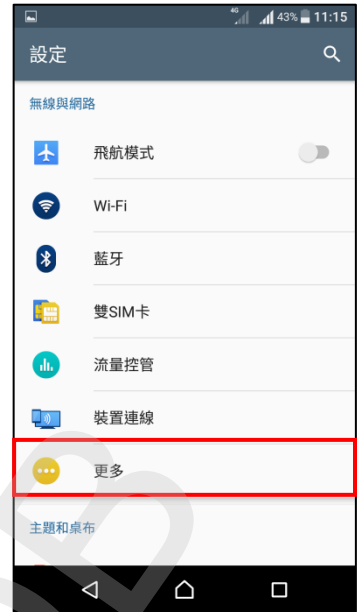 4G 43% 11:15
設定
無線與網路
飛航模式
Wi-Fi
藍牙
雙SIM卡
流量控管
裝置連線
更多
主題和桌布